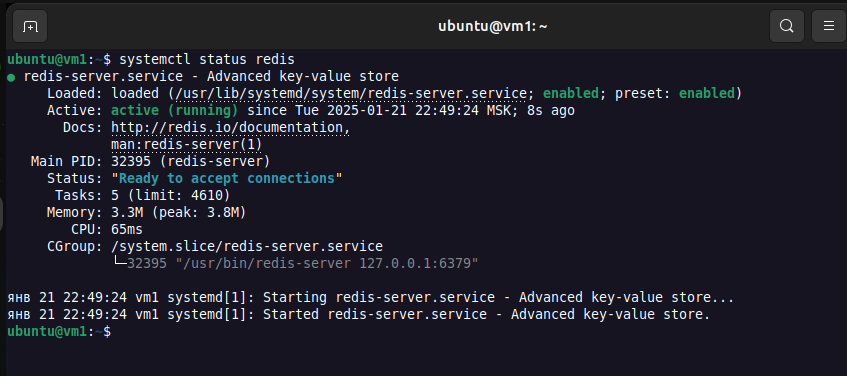 ubuntu@vm1: ~
ubuntu@vm1:~$ systemctl status redis
● redis-server.service - Advanced key-value store
     Loaded: loaded (/usr/lib/systemd/system/redis-server.service; enabled; preset: enabled)
     Active: active (running) since Tue 2025-01-21 22:49:24 MSK; 8s ago
       Docs: http://redis.io/documentation,
             man:redis-server(1)
   Main PID: 32395 (redis-server)
     Status: "Ready to accept connections"
      Tasks: 5 (limit: 4610)
     Memory: 3.3M (peak: 3.8M)
        CPU: 65ms
     CGroup: /system.slice/redis-server.service
             └─32395 "/usr/bin/redis-server 127.0.0.1:6379"
янв 21 22:49:24 vm1 systemd[1]: Starting redis-server.service - Advanced key-value store...
янв 21 22:49:24 vm1 systemd[1]: Started redis-server.service - Advanced key-value store.
ubuntu@vm1:~$